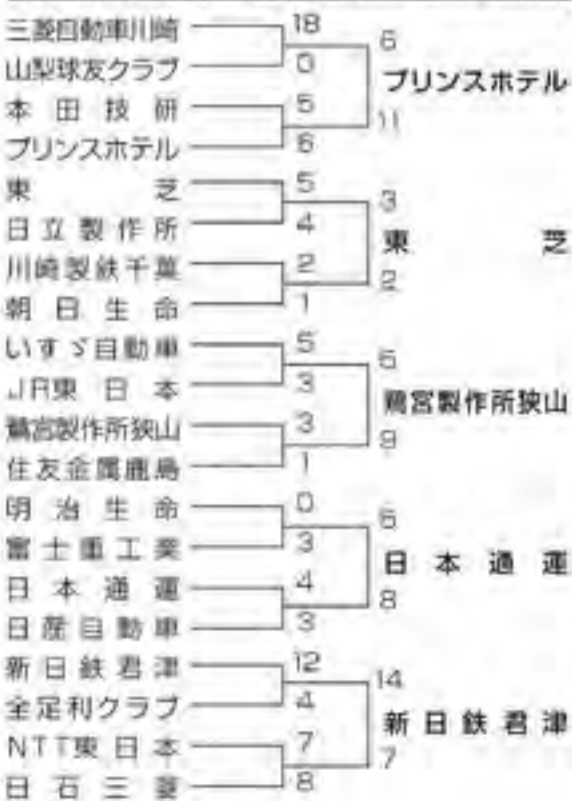 三菱自動車川崎 18
6
山梨球友クラブ 0
プリンスホテル
本田技研 5
11
プリンスホテル 6
東芝 5
3
日立製作所 4
東芝
川崎製鉄千葉 2
2
朝日生命 1
いすゞ自動車 5
JR東日本 3
鷺宮製作所狭山
鷺宮製作所狭山 3
9
住友金属鹿島 1
明治生命 0
富士重工業 3
日本通運
日本通運 4
8
日産自動車 3
新日鉄君津 12
14
全足利クラブ 4
新日鉄君津
NTT東日本 7
7
日石三菱 8